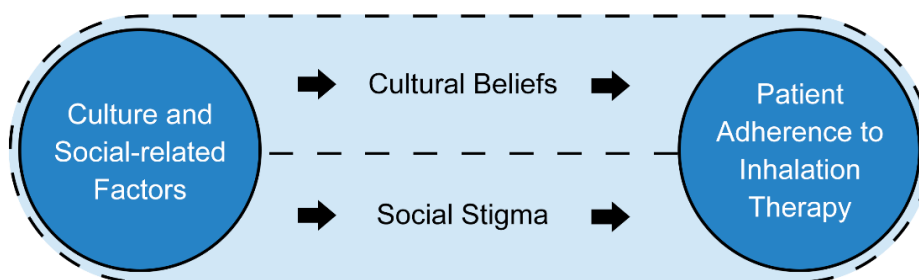 Culture and
Social-related
Factors
Cultural Beliefs
Social Stigma
Patient
Adherence to
Inhalation
Therapy